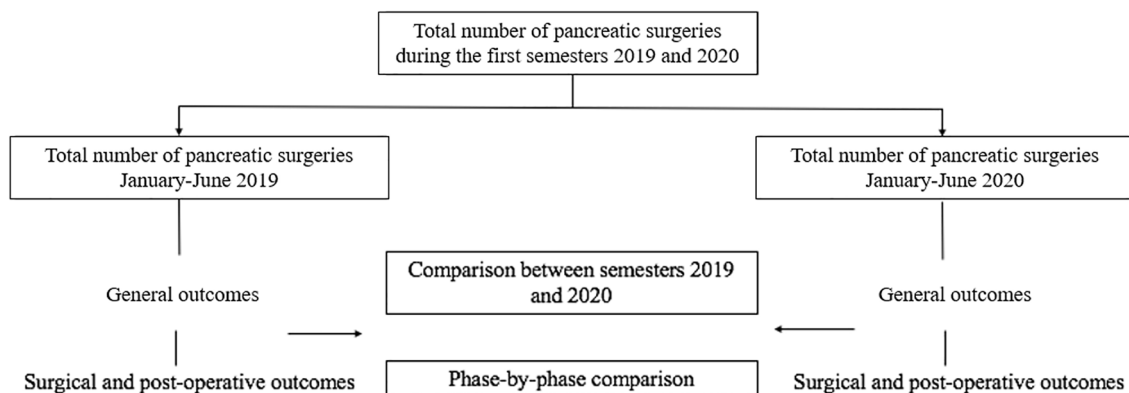 Total number of pancreatic surgeries
during the first semesters 2019 and 2020
Total number of pancreatic surgeries
January-June 2019
Total number of pancreatic surgeries
January-June 2020
Comparison between semesters 2019
and 2020
General outcomes
General outcomes
Surgical and post-operative outcomes
Phase-by-phase comparison
Surgical and post-operative outcomes